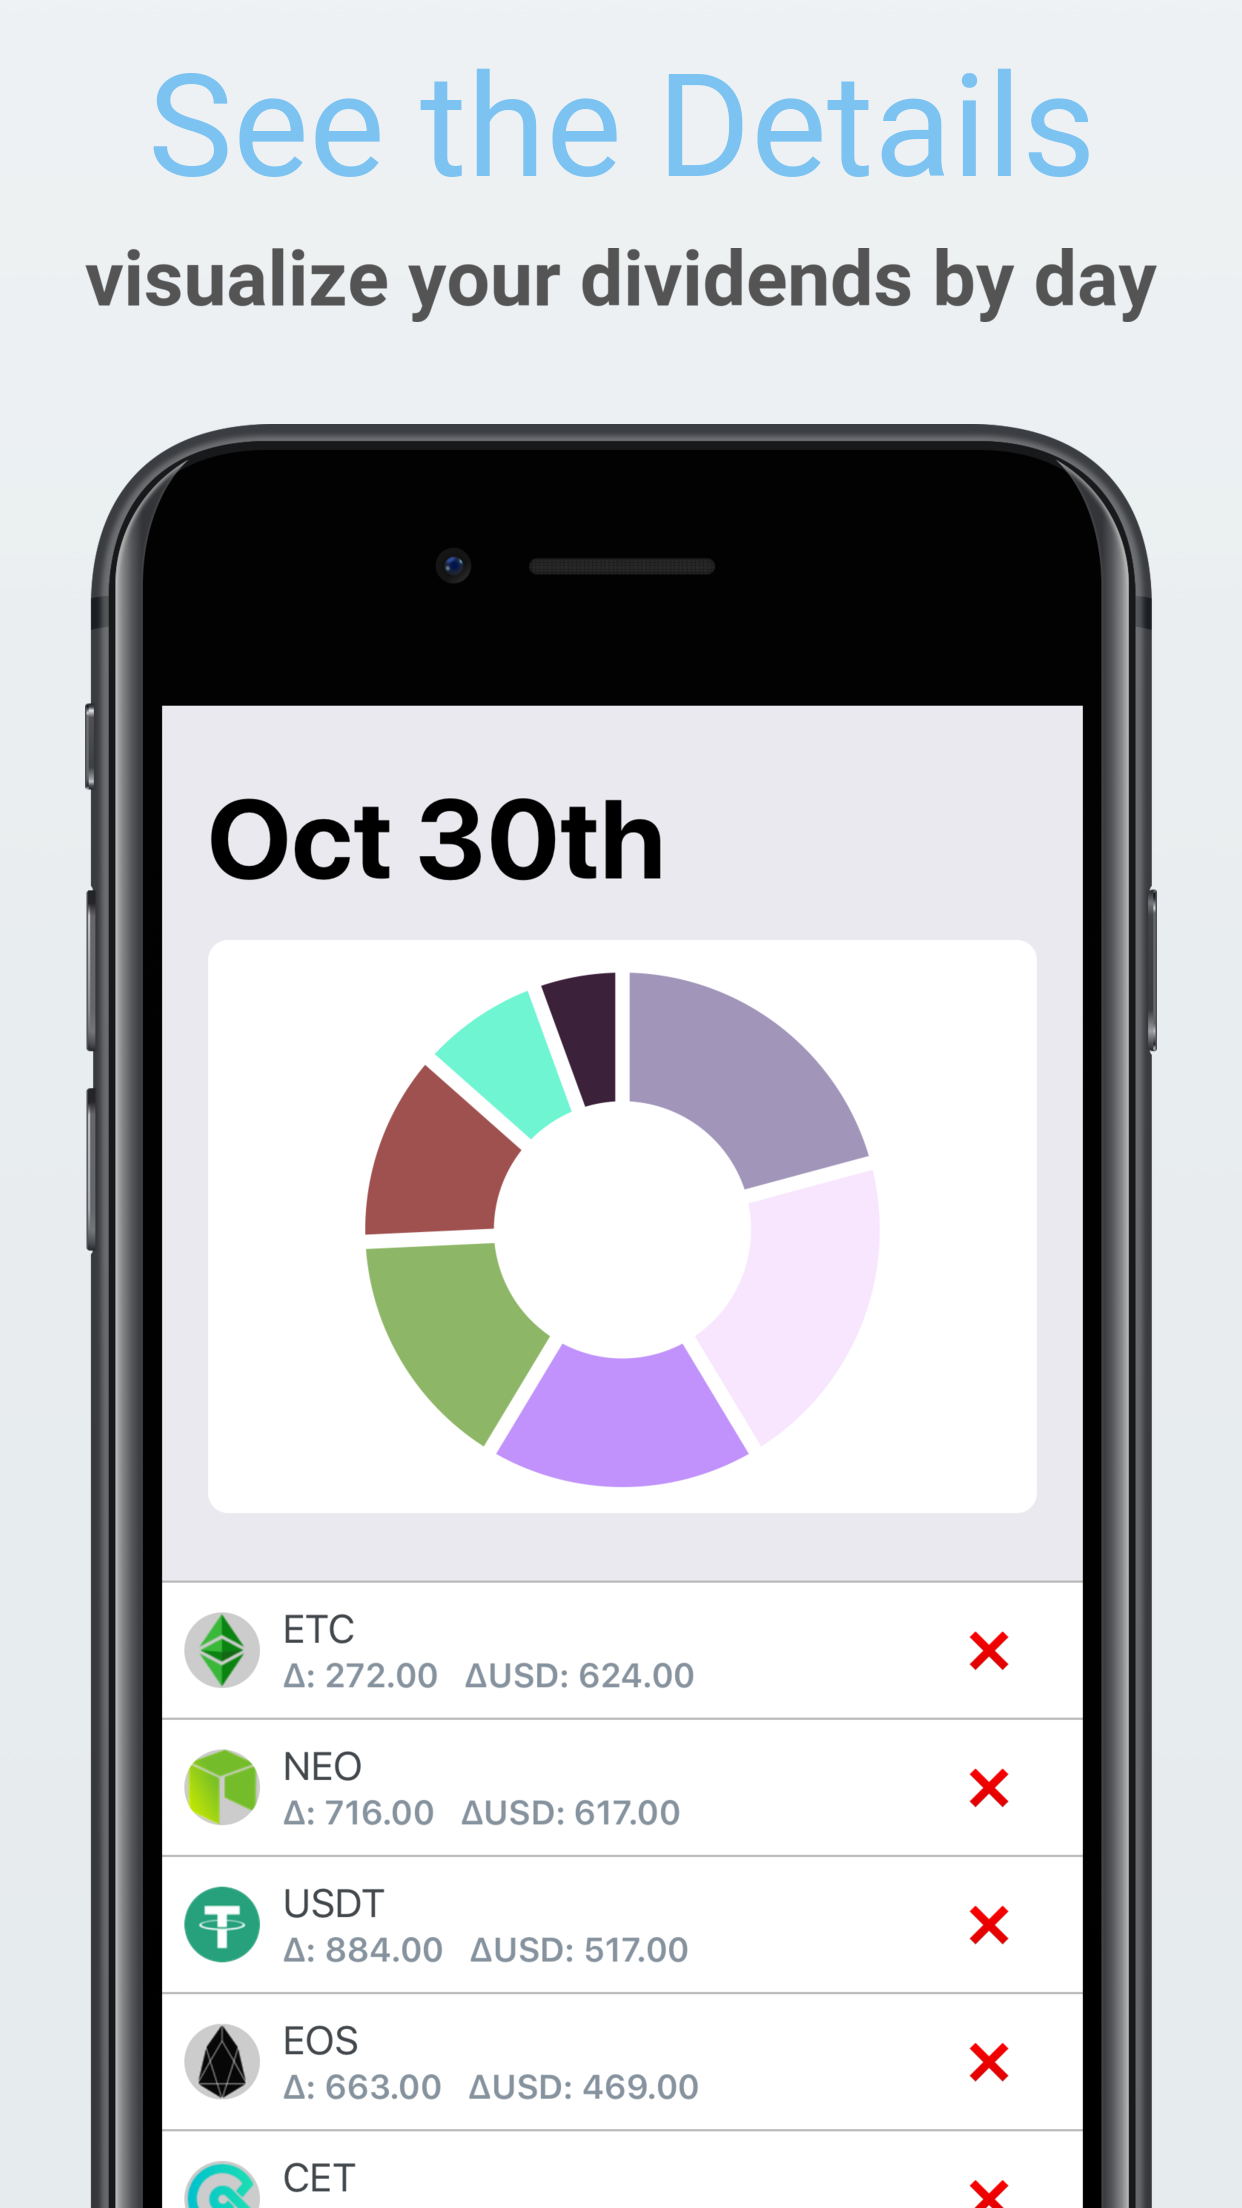 See the Details
visualize your dividends by day
Oct 30th
ETC
Δ: 272.00 ΔUSD: 624.00
NEO
Δ: 716.00 ΔUSD: 617.00
USDT
Δ: 884.00 ΔUSD: 517.00
EOS
Δ: 663.00 ΔUSD: 469.00
CET